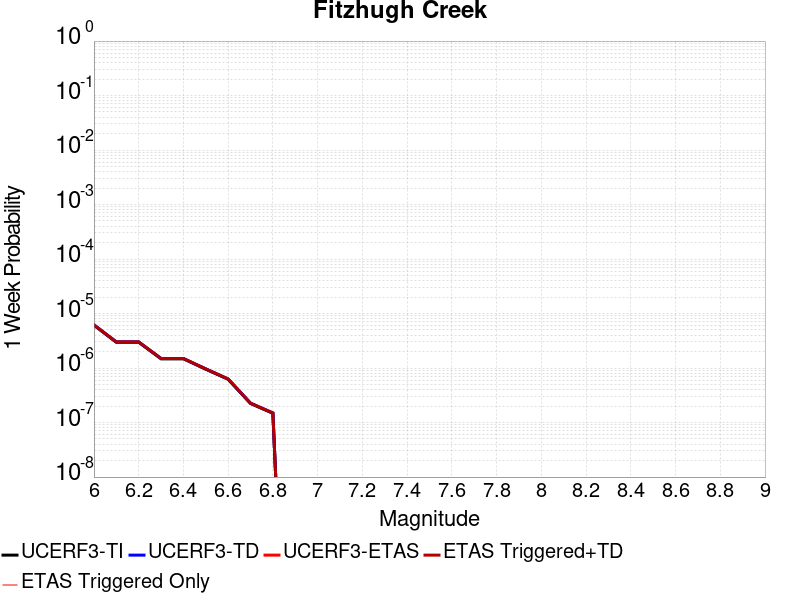 Fitzhugh Creek
10^0
10^-1
10^-2
10^-3
10^-4
10^-5
10^-6
10^-7
10^-8
1 Week Probability
6 6.2 6.4 6.6 6.8 7 7.2 7.4 7.6 7.8 8 8.2 8.4 8.6 8.8 9
Magnitude
UCERF3-TI UCERF3-TD UCERF3-ETAS ETAS Triggered+TD
ETAS Triggered Only